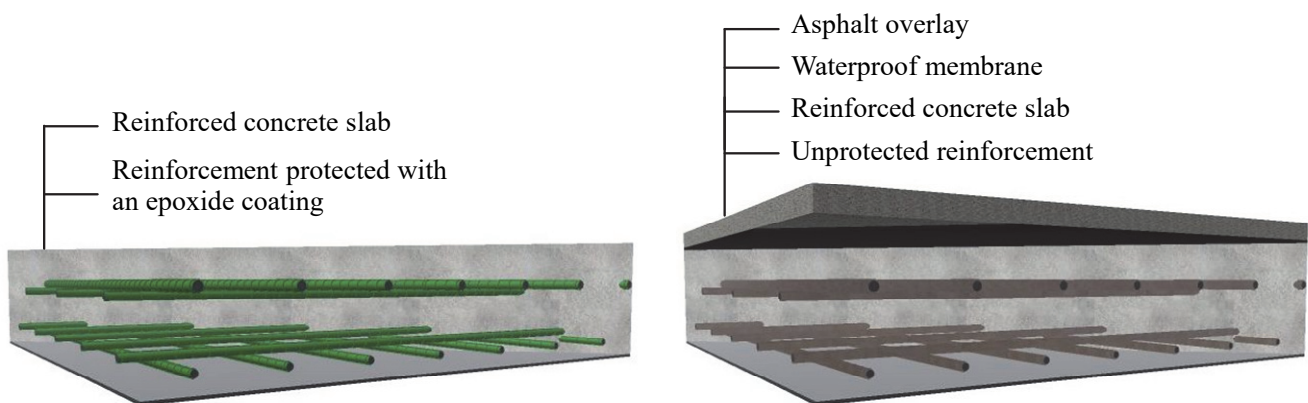 Reinforced concrete slab
Reinforcement protected with
an epoxide coating
Asphalt overlay
Waterproof membrane
Reinforced concrete slab
Unprotected reinforcement